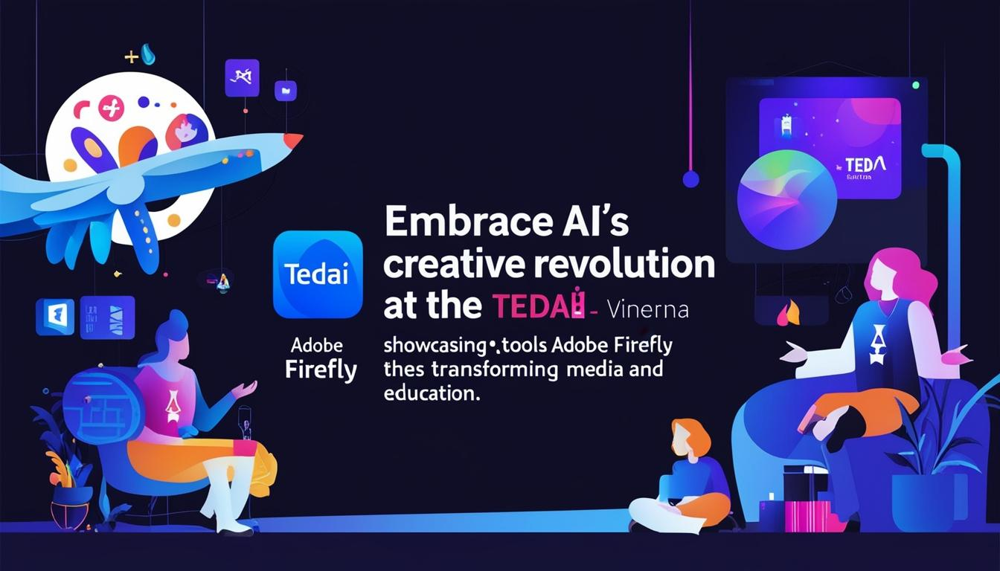 Embrace AI's
creative revolution
at the TEDAI - Vinerna
showcasing•.tools Adobe Firefly
thes transforming media and
education.
Tedai
Adobe
Firefly
TEDA